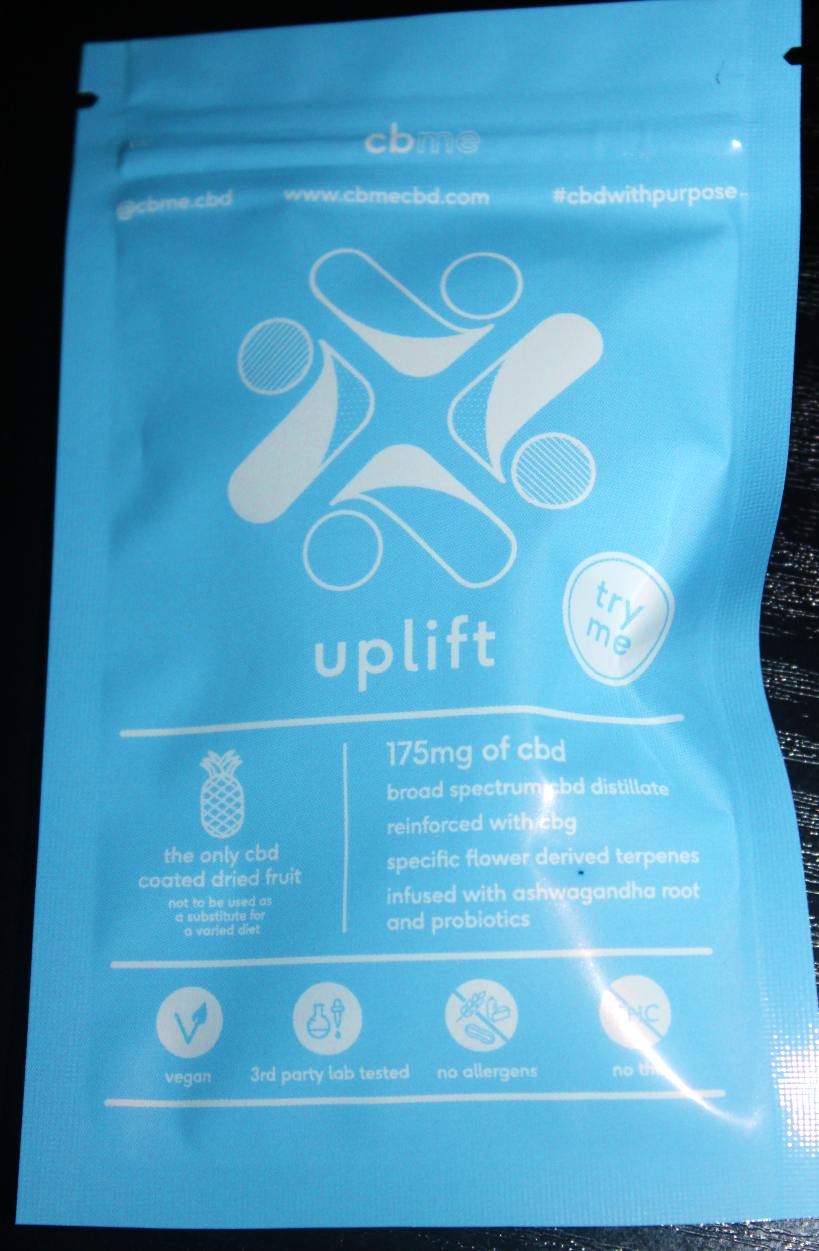 cbme
@cbme.cbd www.cbmecbd.com #cbdwithpurpose
try
me
uplift
the only cbd
coated dried fruit
not to be used as
a substitute for
a varied diet
175mg of cbd
broad spectrum cbd distillate
reinforced with cbg
specific flower derived terpenes
infused with ashwagandha root
and probiotics
vegan
3rd party lab tested
no allergens
THC
no thc